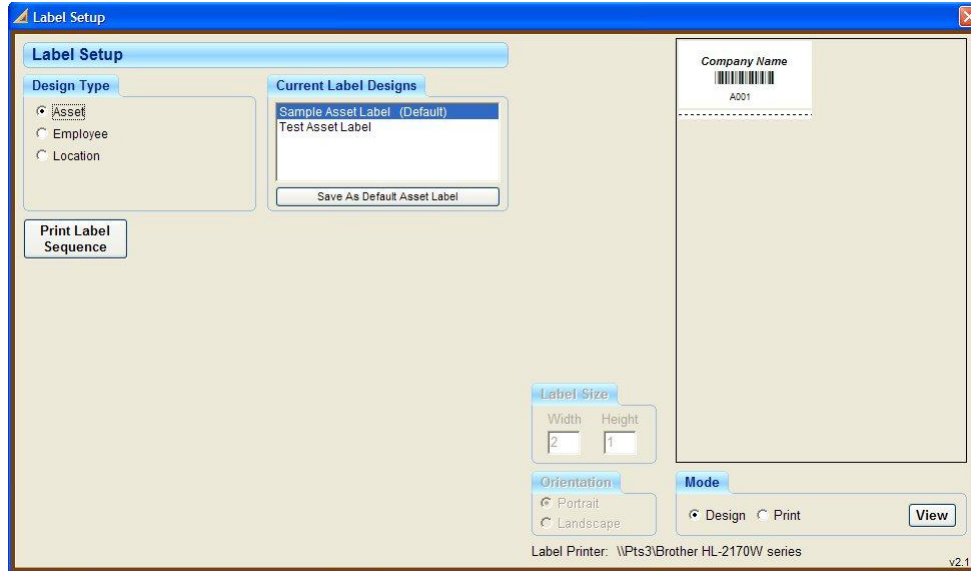 Label Setup
Label Setup
Design Type
Asset
Employee
Location
Current Label Designs
Sample Asset Label (Default)
Test Asset Label
Save As Default Asset Label
Print Label
Sequence
Company Name
A001
Label Size
Width Height
2 1
Orientation
Portrait
Landscape
Mode
Design Print
View
Label Printer: \\Pts3\Brother HL-2170W series
v2.1